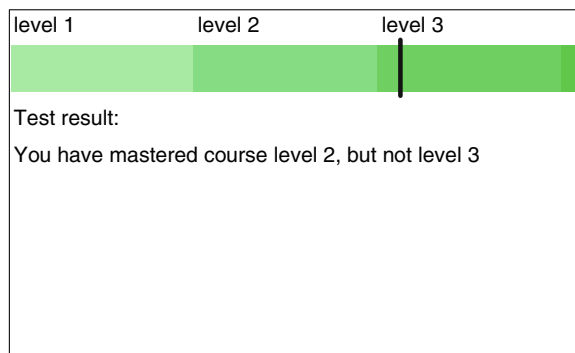 level 1 level 2 level 3
Test result:
You have mastered course level 2, but not level 3